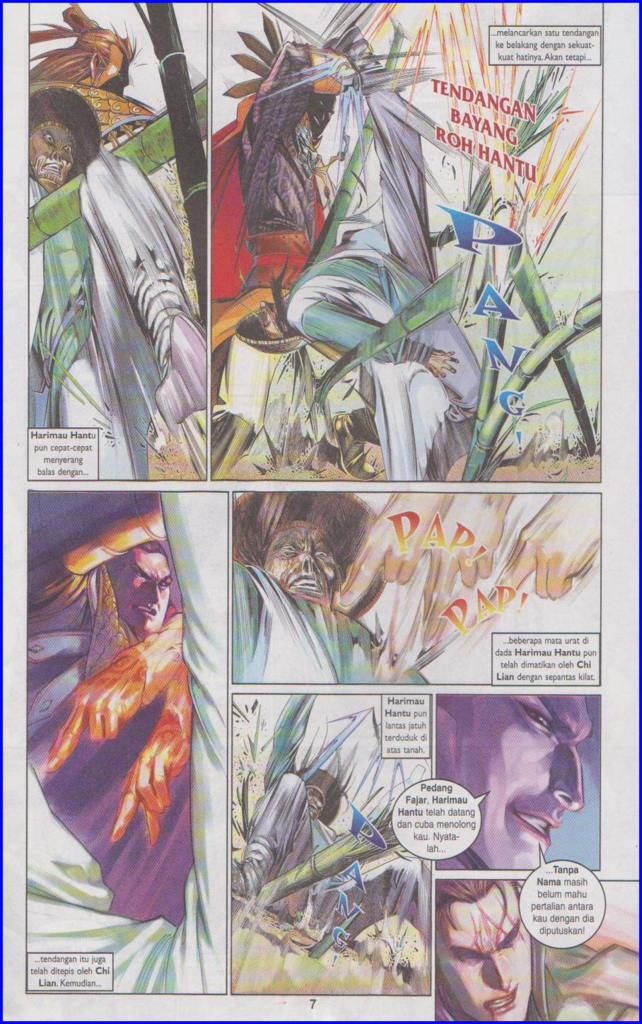 Harimau Hantu
pun cepat-cepat
menyerang
balas dengan...
...melancarkan satu tendangan
ke belakang dengan sekuat-
kuat hatinya. Akan tetapi...
TENDANGAN
BAYANG
ROH HANTU
PANG!
...tendangan itu juga
telah ditepis oleh Chi
Lian. Kemudian...
PAP!
PAP!
...beberapa mata urat di
dada Harimau Hantu pun
telah dimatikan oleh Chi
Lian dengan sepantas kilat.
Harimau
Hantu pun
lantas jatuh
terduduk di
atas tanah.
PANG!
Pedang
Fajar, Harimau
Hantu telah datang
dan cuba menolong
kau. Nyata-
lah...
...Tanpa
Nama masih
belum mahu
pertalian antara
kau dengan dia
diputuskan!
7